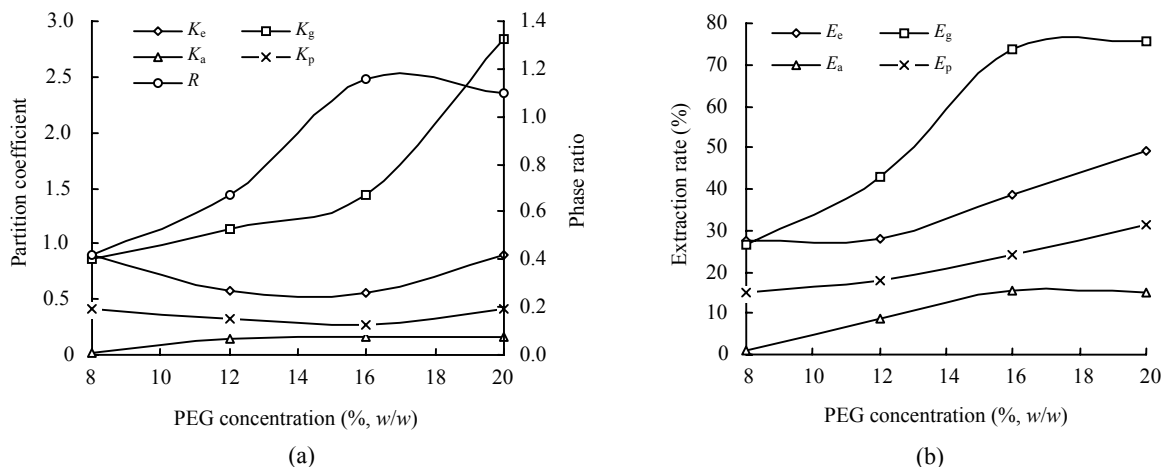 3.0
2.5
2.0
1.5
1.0
0.5
0
Partition coefficient
Ke Kg
Ka Kp
R
1.4
1.2
1.0
0.8
0.6
0.4
0.2
0.0
Phase ratio
8 10 12 14 16 18 20
PEG concentration (%, w/w)
(a)
80
70
60
50
40
30
20
10
0
Extraction rate (%)
Ee Eg
Ea Ep
8 10 12 14 16 18 20
PEG concentration (%, w/w)
(b)